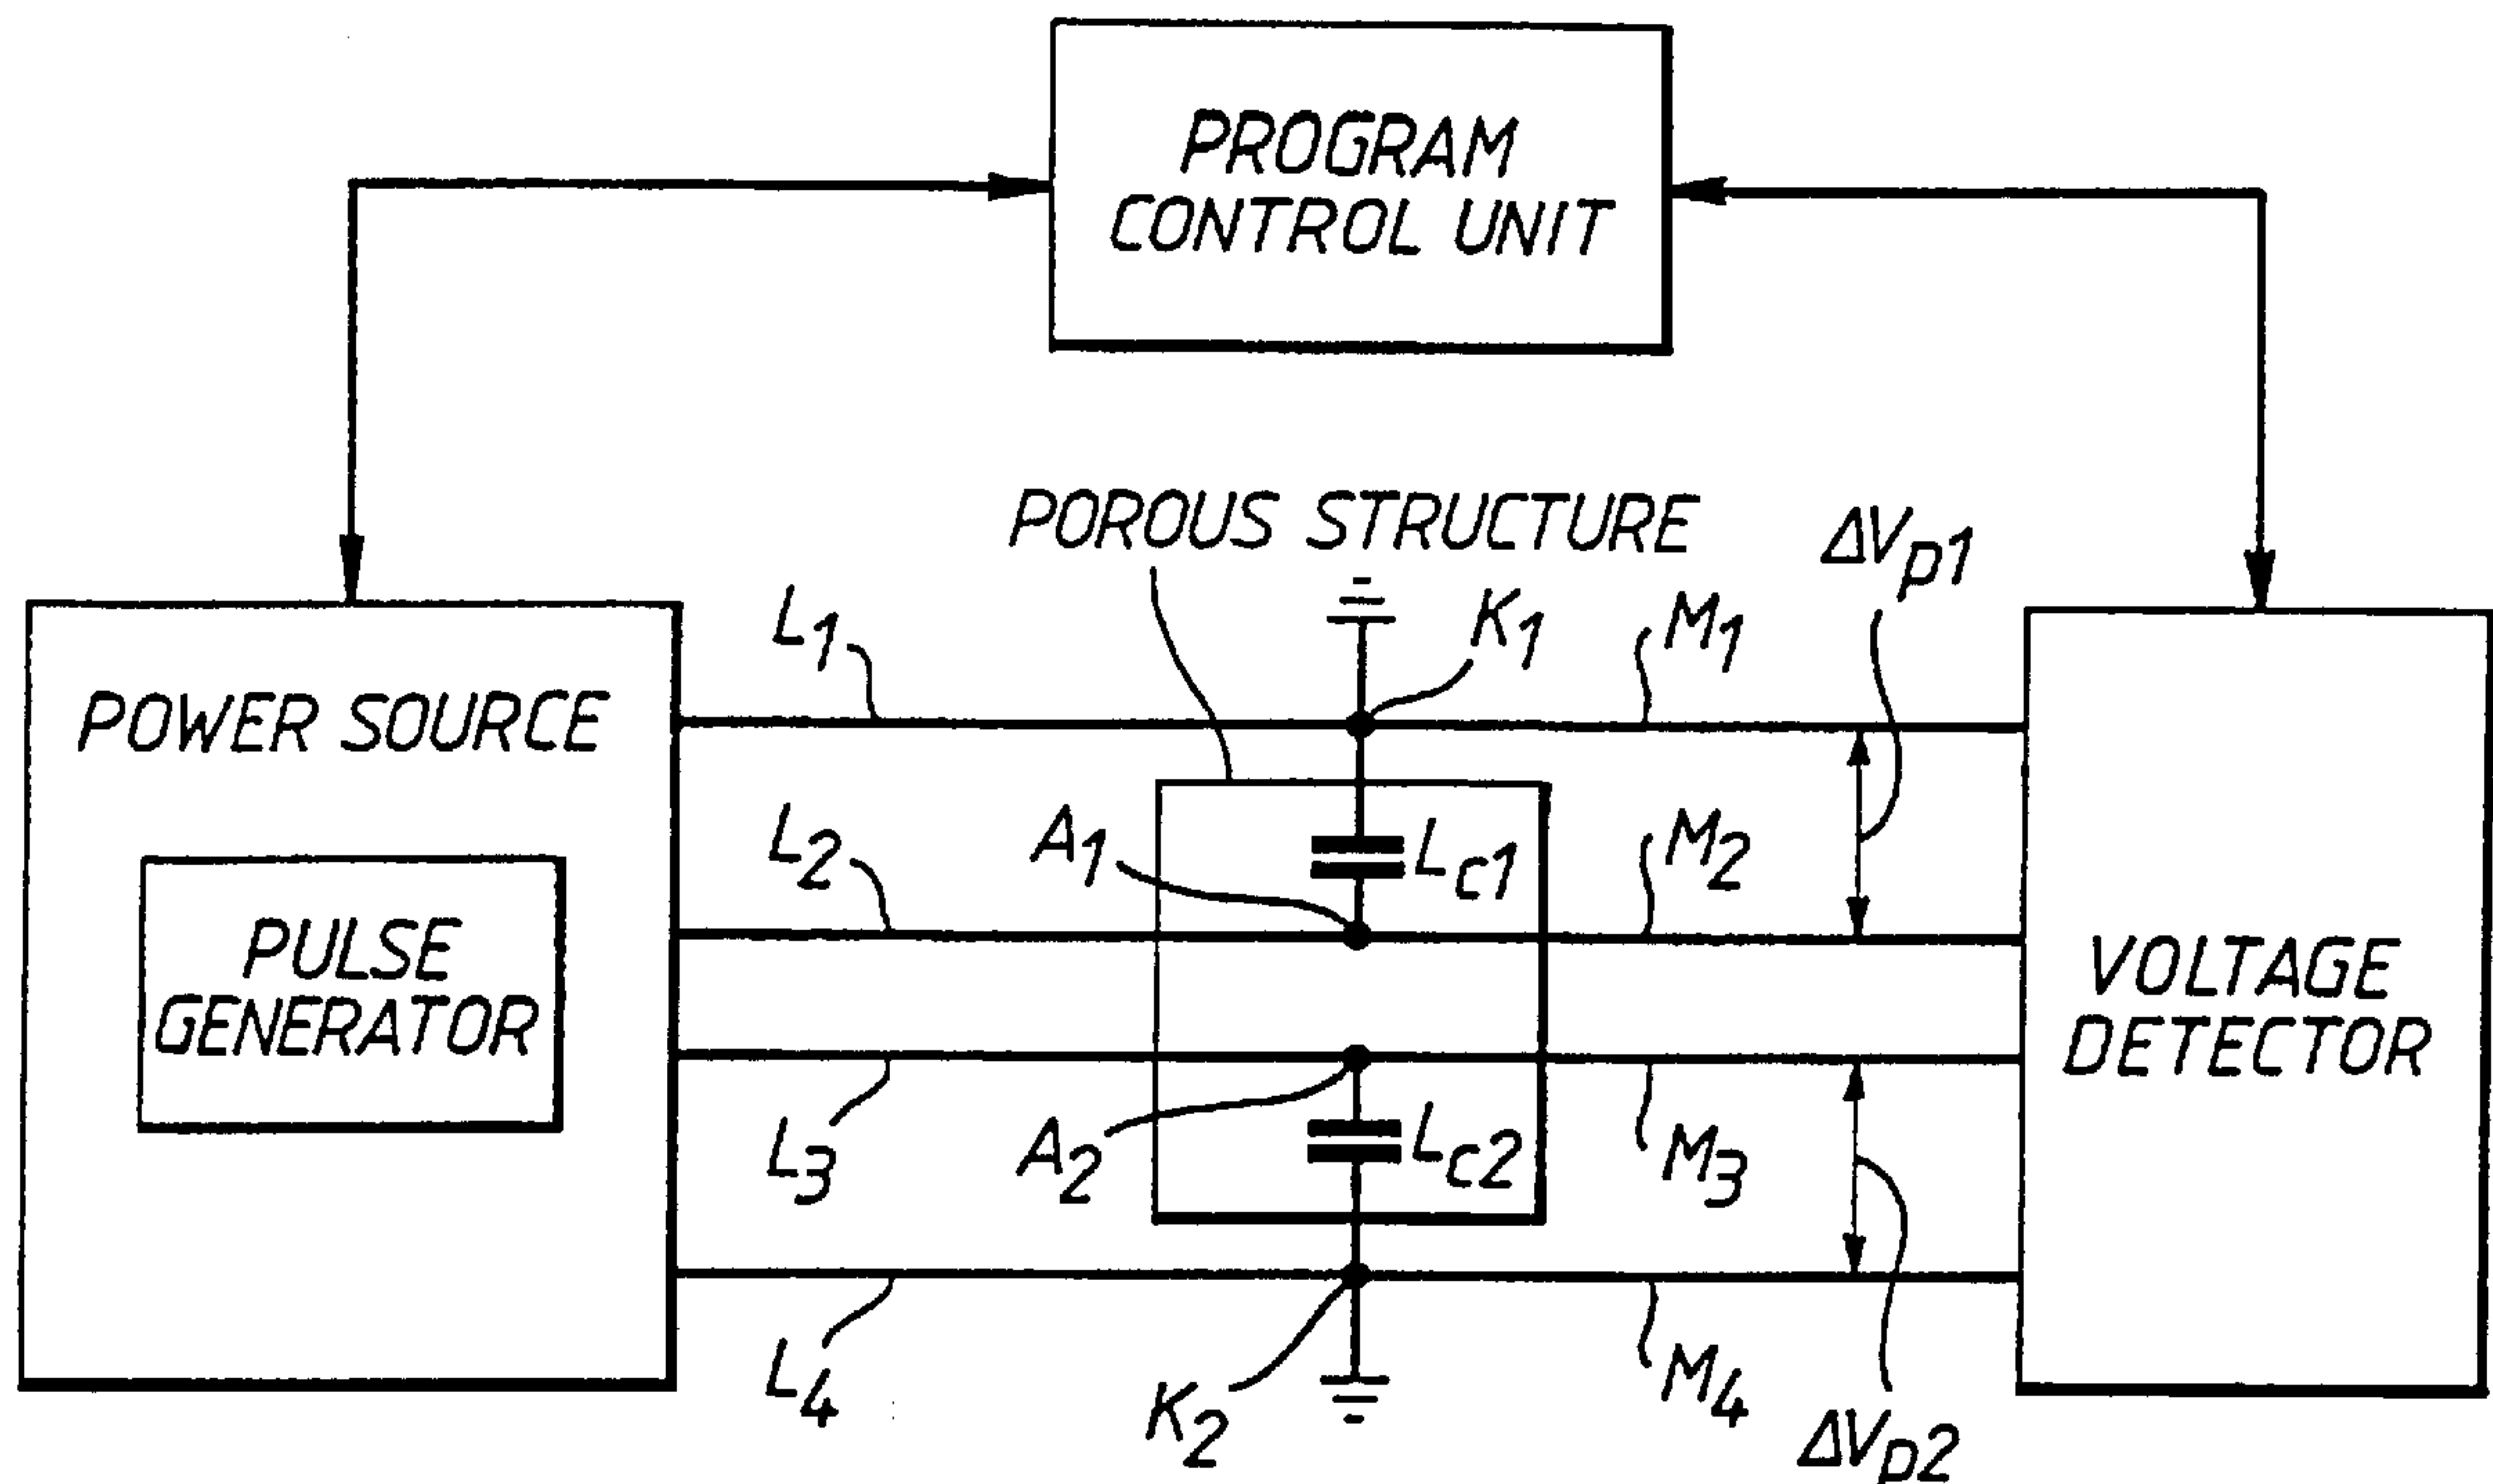 PROGRAM
CONTROL UNIT
POROUS STRUCTURE
ΔVp1
L1
K1
M1
POWER SOURCE
L2
A1
Lc1
M2
PULSE
GENERATOR
VOLTAGE
DETECTOR
L3
A2
Lc2
M3
L4
K2
M4
ΔVp2